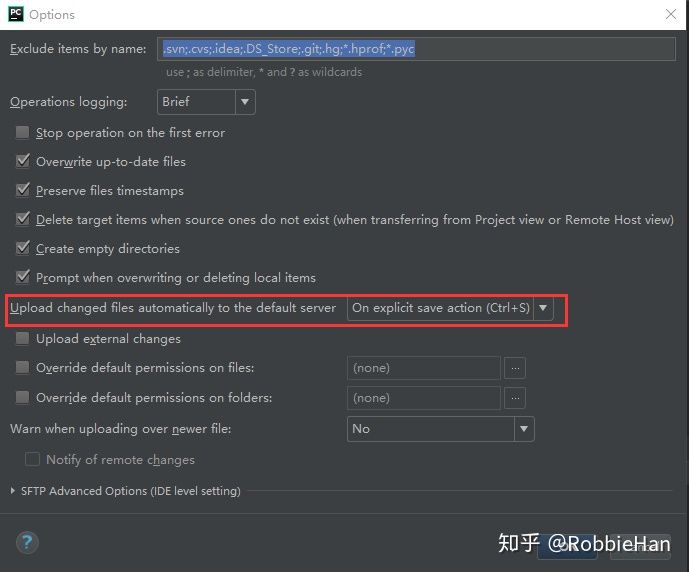 PC Options
Exclude items by name: .svn;.cvs;.idea;.DS_Store;.git;.hg;*.hprof;*.pyc
use ; as delimiter, * and ? as wildcards
Operations logging: Brief
Stop operation on the first error
Overwrite up-to-date files
Preserve files timestamps
Delete target items when source ones do not exist (when transferring from Project view or Remote Host view)
Create empty directories
Prompt when overwriting or deleting local items
Upload changed files automatically to the default server On explicit save action (Ctrl+S)
Upload external changes
Override default permissions on files: (none) ...
Override default permissions on folders: (none) ...
Warn when uploading over newer file: No
Notify of remote changes
SFTP Advanced Options (IDE level setting)
?
知乎 @RobbieHan